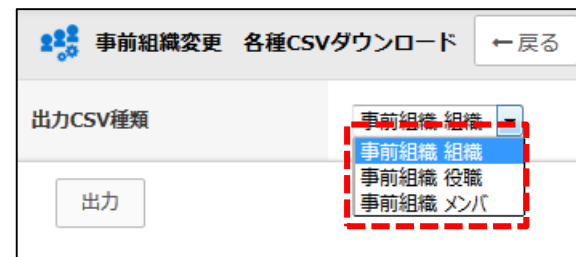 事前組織変更 各種CSVダウンロード ←戻る
出力CSV種類 事前組織 組織
事前組織 組織
事前組織 役職
事前組織 メンバ
出力